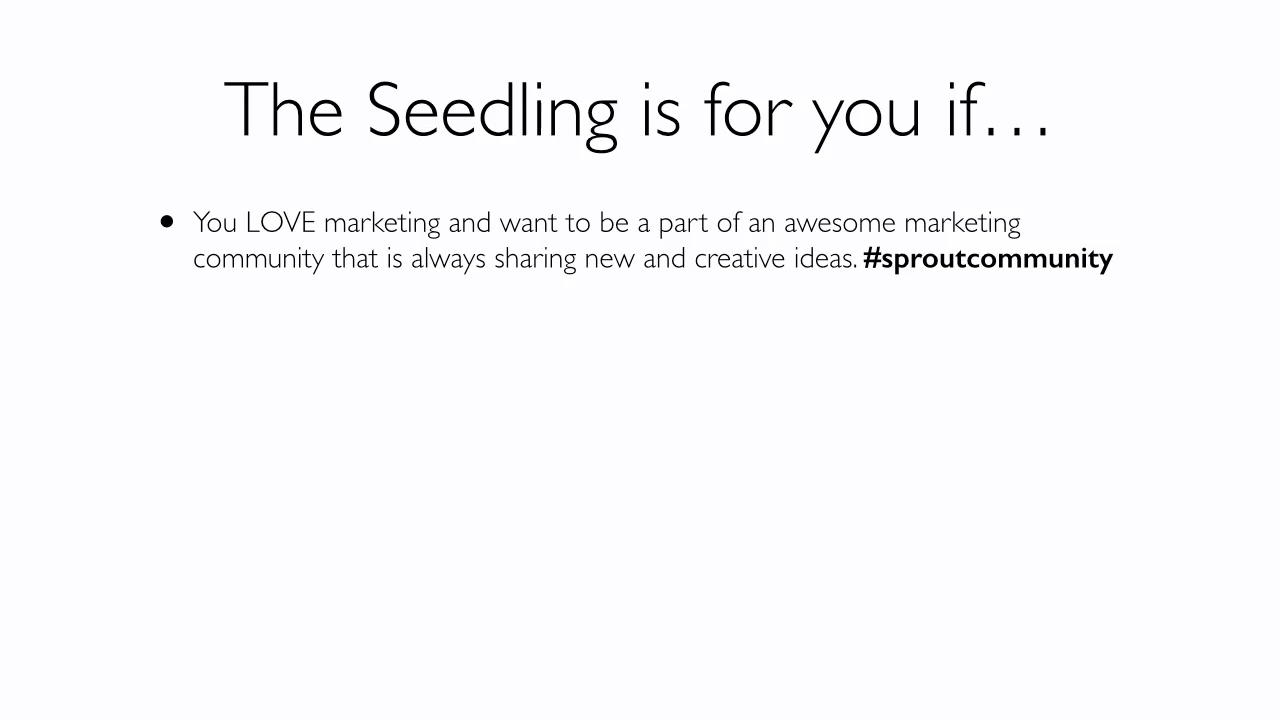 The Seedling is for you if…
• You LOVE marketing and want to be a part of an awesome marketing
community that is always sharing new and creative ideas. #sproutcommunity